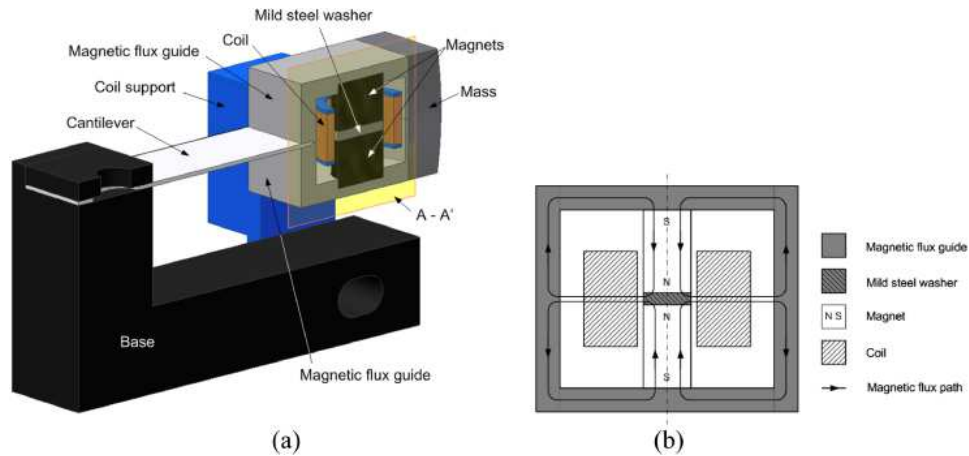 Mild steel washer
Coil
Magnets
Magnetic flux guide
Mass
Coil support
Cantilever
A - A'
Base
Magnetic flux guide
(a)
S
N
N
S
Magnetic flux guide
Mild steel washer
N S
Magnet
Coil
Magnetic flux path
(b)